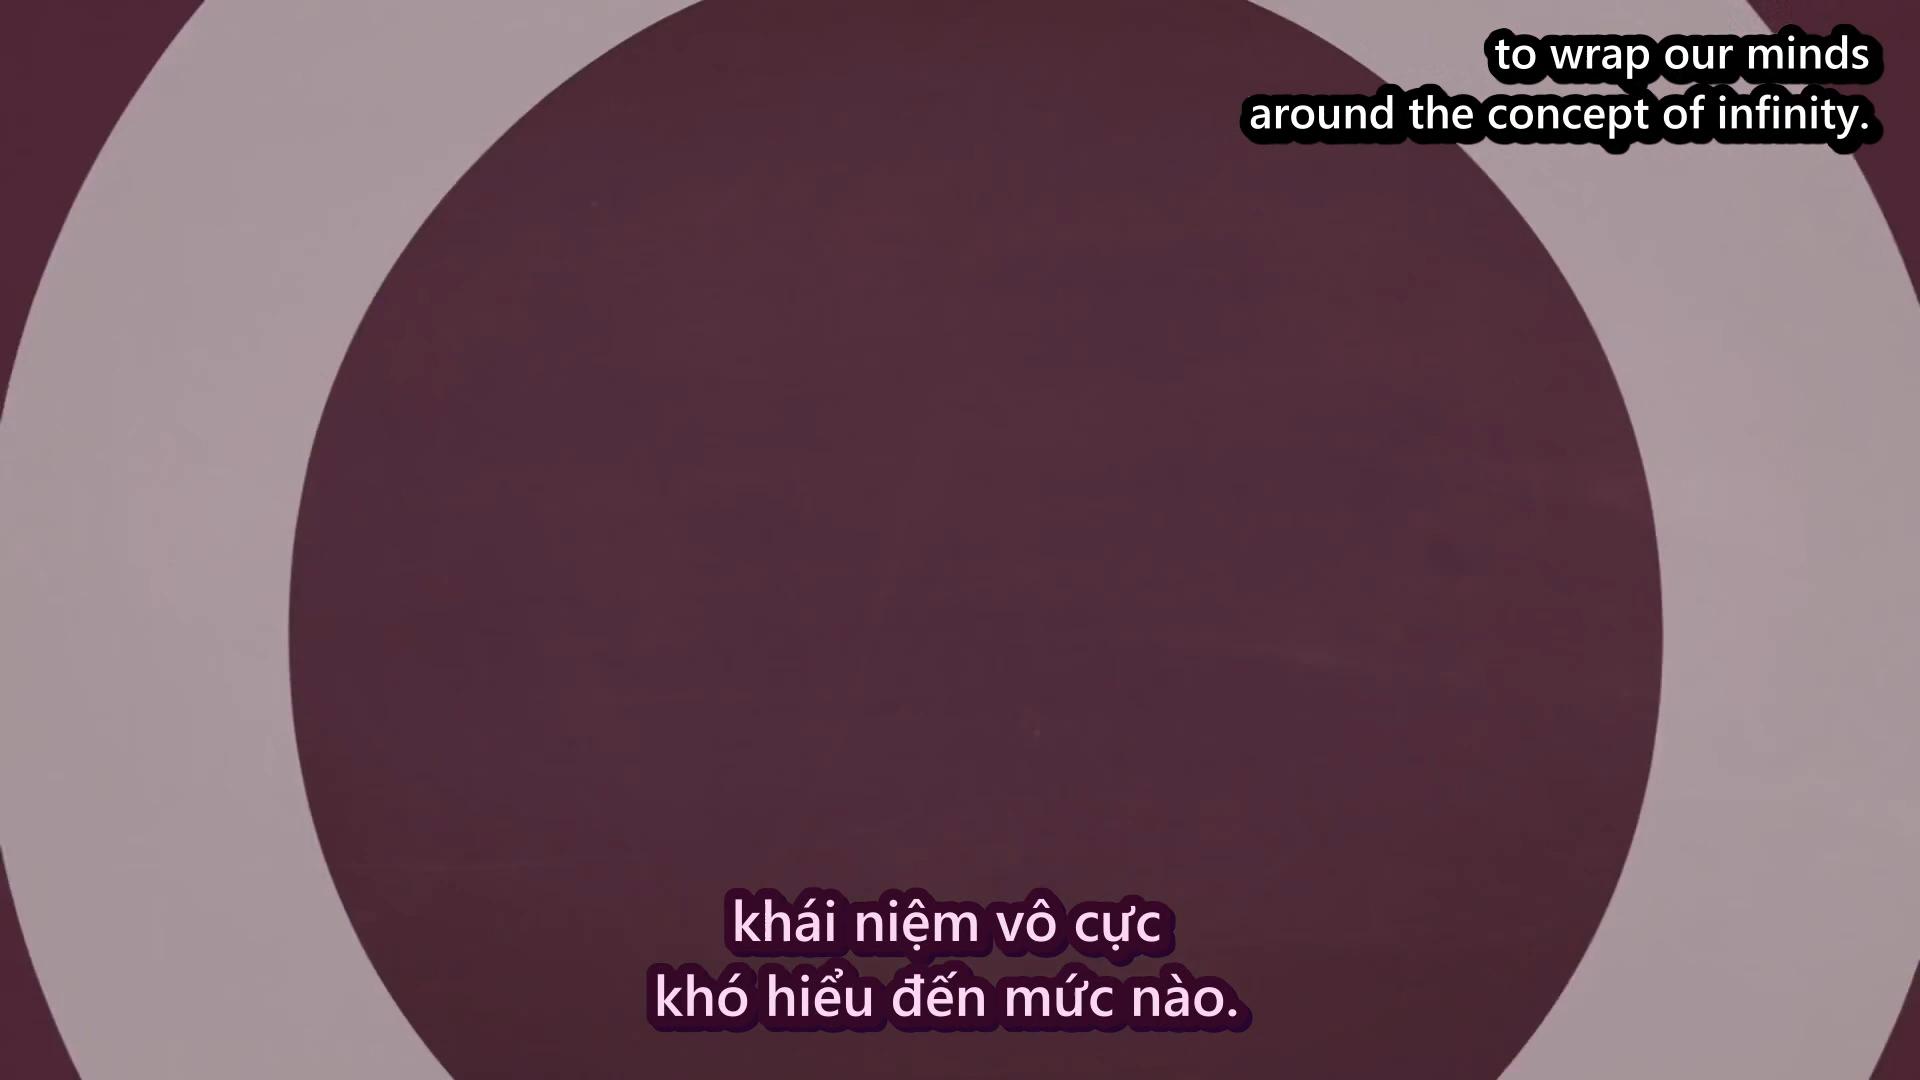 to wrap our minds
around the concept of infinity.
khái niệm vô cực
khó hiểu đến mức nào.